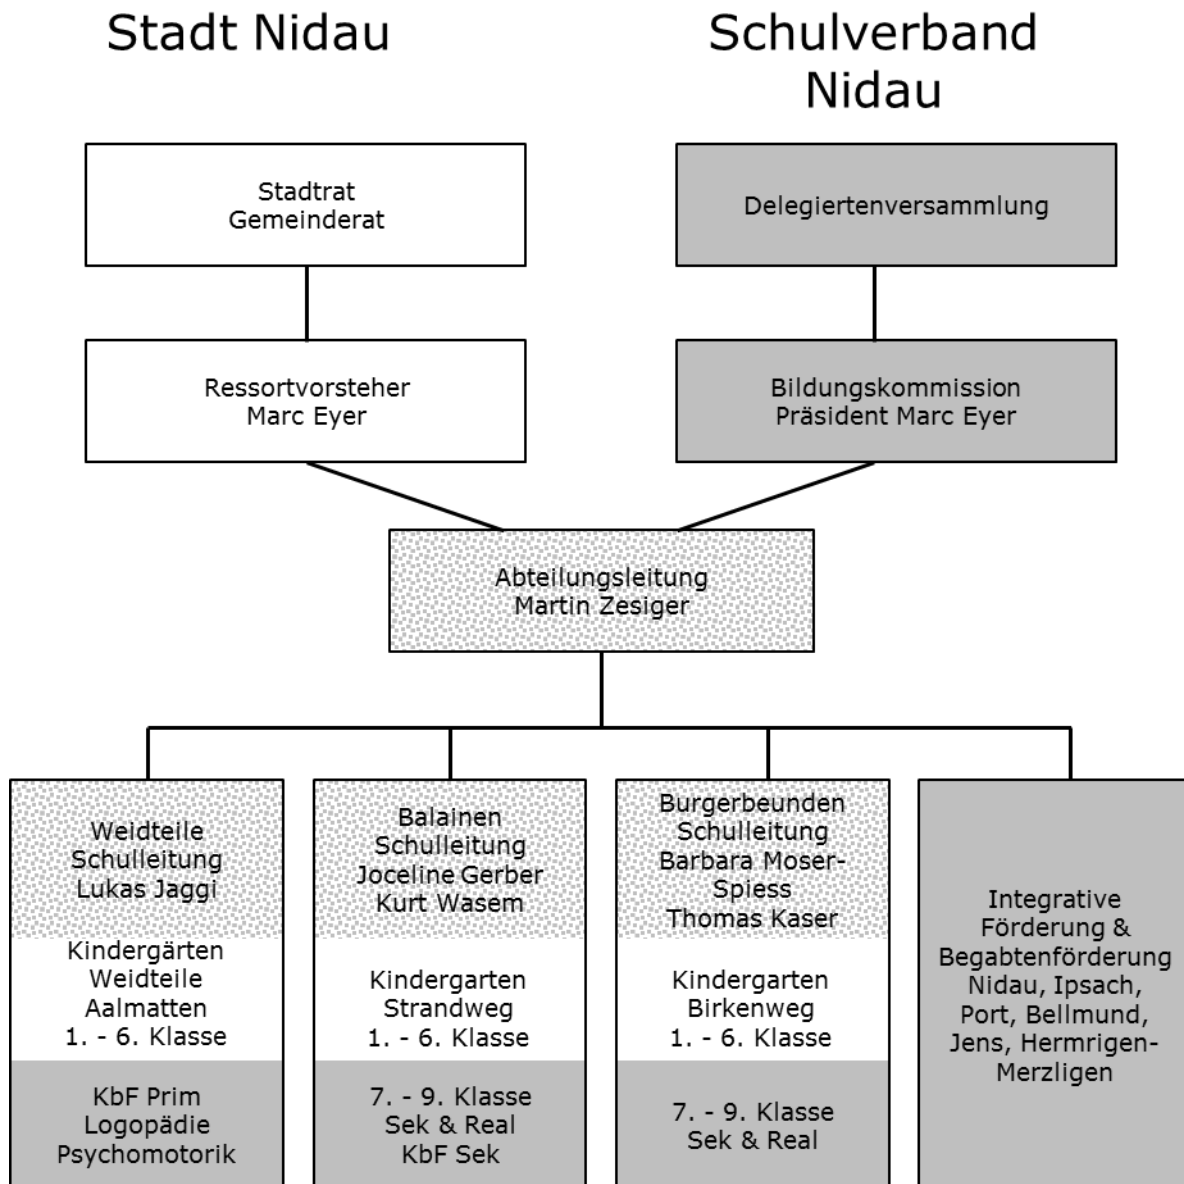 Stadt Nidau
Schulverband
Nidau
Stadtrat
Gemeinderat
Delegiertenversammlung
Ressortvorsteher
Marc Eyer
Bildungskommission
Präsident Marc Eyer
Abteilungsleitung
Martin Zesiger
Weidteile
Schulleitung
Lukas Jaggi
Kindergärten
Weidteile
Aalmatten
1. - 6. Klasse
KbF Prim
Logopädie
Psychomotorik
Balainen
Schulleitung
Joceline Gerber
Kurt Wasem
Kindergarten
Strandweg
1. - 6. Klasse
7. - 9. Klasse
Sek & Real
KbF Sek
Burgerbeunden
Schulleitung
Barbara Moser-
Spiess
Thomas Kaser
Kindergarten
Birkenweg
1. - 6. Klasse
7. - 9. Klasse
Sek & Real
Integrative
Förderung &
Begabtenförderung
Nidau, Ipsach,
Port, Bellmund,
Jens, Hermrigen-
Merzligen